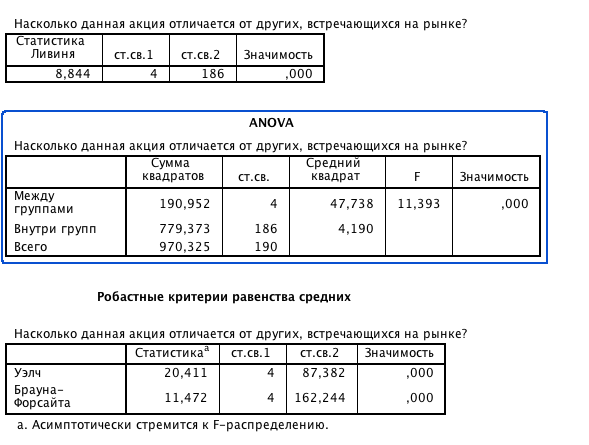 Насколько данная акция отличается от других, встречающихся на рынке?
Статистика Ливиня ст.св.1 ст.св.2 Значимость
8,844 4 186 ,000
ANOVA
Насколько данная акция отличается от других, встречающихся на рынке?
Сумма квадратов ст.св. Средний квадрат F Значимость
Между группами 190,952 4 47,738 11,393 ,000
Внутри групп 779,373 186 4,190
Всего 970,325 190
Робастные критерии равенства средних
Насколько данная акция отличается от других, встречающихся на рынке?
Статистикаª ст.св.1 ст.св.2 Значимость
Уэлч 20,411 4 87,382 ,000
Брауна-Форсайта 11,472 4 162,244 ,000
а. Асимптотически стремится к F-распределению.